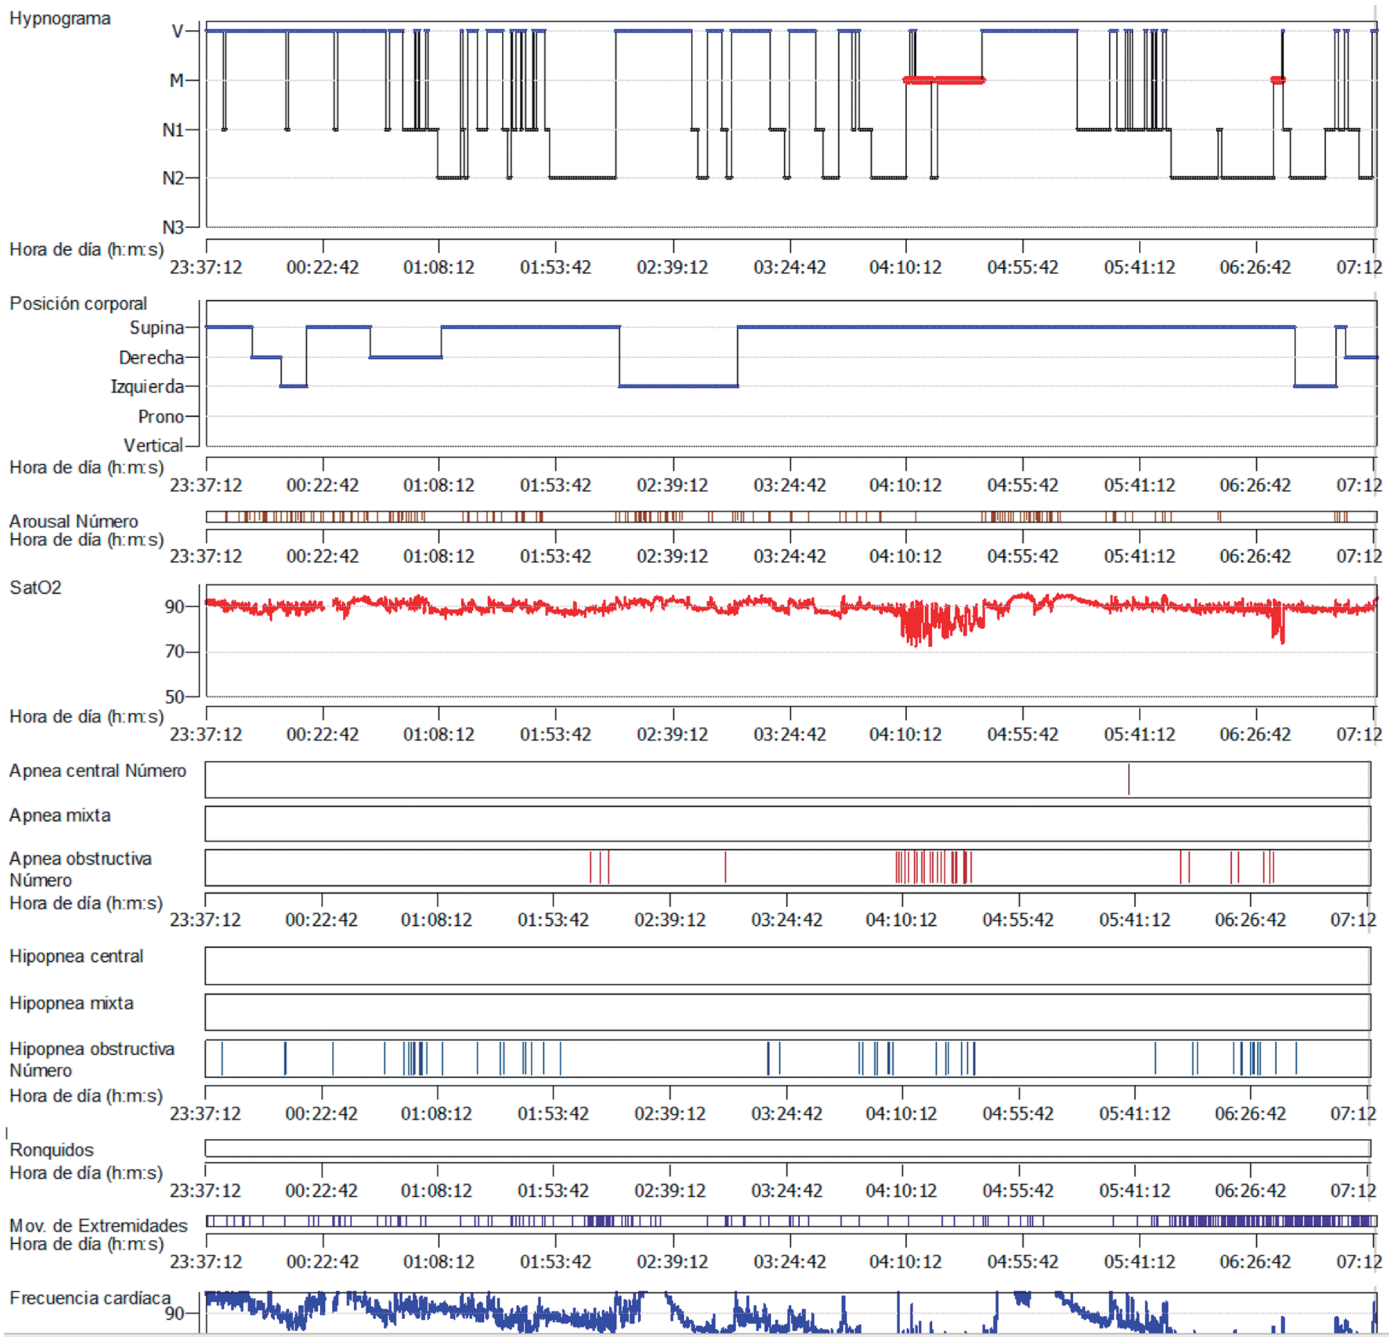 Hypnograma
V
M
N1
N2
N3
Hora de día (h:m:s)
23:37:12 00:22:42 01:08:12 01:53:42 02:39:12 03:24:42 04:10:12 04:55:42 05:41:12 06:26:42 07:12
Posición corporal
Supina
Derecha
Izquierda
Prono
Vertical
Hora de día (h:m:s)
23:37:12 00:22:42 01:08:12 01:53:42 02:39:12 03:24:42 04:10:12 04:55:42 05:41:12 06:26:42 07:12
Arousal Número
Hora de día (h:m:s)
23:37:12 00:22:42 01:08:12 01:53:42 02:39:12 03:24:42 04:10:12 04:55:42 05:41:12 06:26:42 07:12
SatO2
90
70
50
Hora de día (h:m:s)
23:37:12 00:22:42 01:08:12 01:53:42 02:39:12 03:24:42 04:10:12 04:55:42 05:41:12 06:26:42 07:12
Apnea central Número
Apnea mixta
Apnea obstructiva
Número
Hora de día (h:m:s)
23:37:12 00:22:42 01:08:12 01:53:42 02:39:12 03:24:42 04:10:12 04:55:42 05:41:12 06:26:42 07:12
Hipopnea central
Hipopnea mixta
Hipopnea obstructiva
Número
Hora de día (h:m:s)
23:37:12 00:22:42 01:08:12 01:53:42 02:39:12 03:24:42 04:10:12 04:55:42 05:41:12 06:26:42 07:12
Ronquidos
Hora de día (h:m:s)
23:37:12 00:22:42 01:08:12 01:53:42 02:39:12 03:24:42 04:10:12 04:55:42 05:41:12 06:26:42 07:12
Mov. de Extremidades
Hora de día (h:m:s)
23:37:12 00:22:42 01:08:12 01:53:42 02:39:12 03:24:42 04:10:12 04:55:42 05:41:12 06:26:42 07:12
Frecuencia cardíaca
90